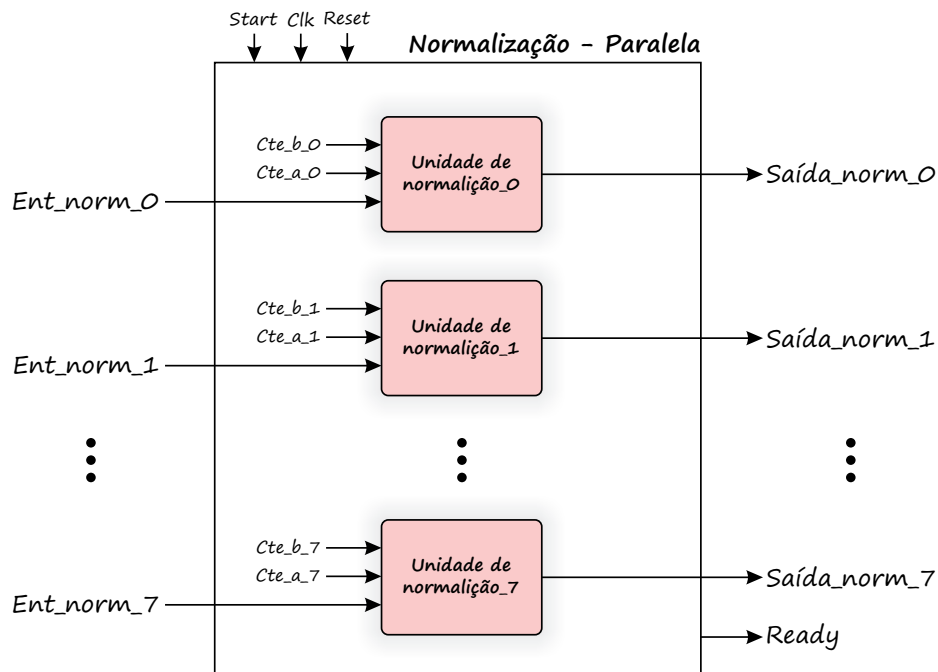 Start Clk Reset
Normalização - Paralela
Cte_b_0
Cte_a_0
Ent_norm_0
Unidade de
normalição_0
Saída_norm_0
Cte_b_1
Cte_a_1
Ent_norm_1
Unidade de
normalição_1
Saída_norm_1
Cte_b_7
Cte_a_7
Ent_norm_7
Unidade de
normalição_7
Saída_norm_7
Ready